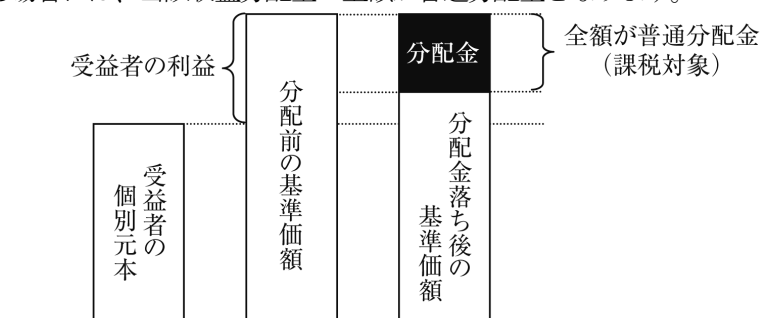 受益者の利益
分配金
全額が普通分配金
（課税対象）
分配前の基準価額
分配金落ち後の
基準価額
受益者の
個別元本